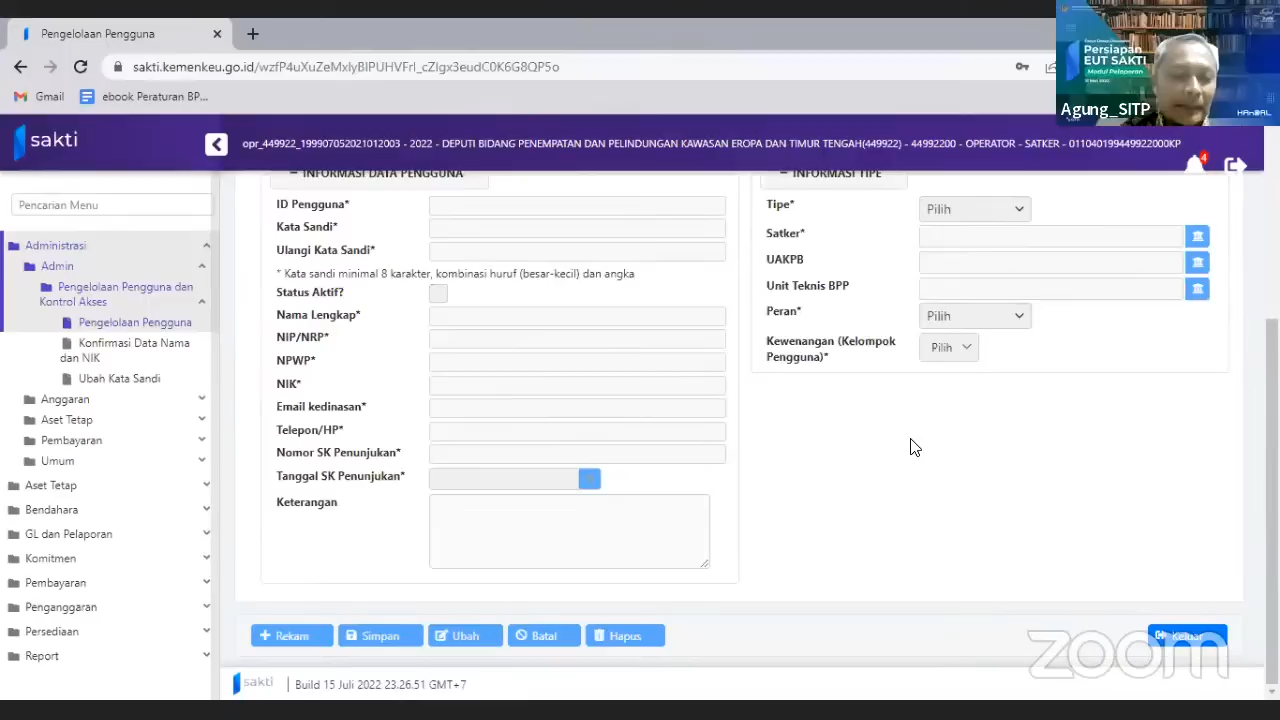 Pengelolaan Pengguna
sakti.kemenkeu.go.id/wzfP4uXuZeMxlyBIPUHVFrl_cZlgx3eudC0K6G8QP5o
Gmail
ebook Peraturan BP...
Persiapan
EUT SAKTI
Modul Pelaporan
Agung_SITP
HAnDAL
sakti
opr_449922_199907052021012003 - 2022 - DEPUTI BIDANG PENEMPATAN DAN PELINDUNGAN KAWASAN EROPA DAN TIMUR TENGAH(449922) - 44992200 - OPERATOR - SATKER - 011040199449922000KP
4
Pencarian Menu
Administrasi
Admin
Pengelolaan Pengguna dan
Kontrol Akses
Pengelolaan Pengguna
Konfirmasi Data Nama
dan NIK
Ubah Kata Sandi
Anggaran
Aset Tetap
Pembayaran
Umum
Aset Tetap
Bendahara
GL dan Pelaporan
Komitmen
Pembayaran
Penganggaran
Persediaan
Report
– INFORMASI DATA PENGGUNA
ID Pengguna*
Kata Sandi*
Ulangi Kata Sandi*
* Kata sandi minimal 8 karakter, kombinasi huruf (besar-kecil) dan angka
Status Aktif?
Nama Lengkap*
NIP/NRP*
NPWP*
NIK*
Email kedinasan*
Telepon/HP*
Nomor SK Penunjukan*
Tanggal SK Penunjukan*
Keterangan
– INFORMASI TIPE
Tipe* Pilih
Satker*
UAKPB
Unit Teknis BPP
Peran* Pilih
Kewenangan (Kelompok
Pengguna)* Pilih
Rekam Simpan Ubah Batal Hapus Keluar
zoom
sakti | Build 15 Juli 2022 23.26.51 GMT+7